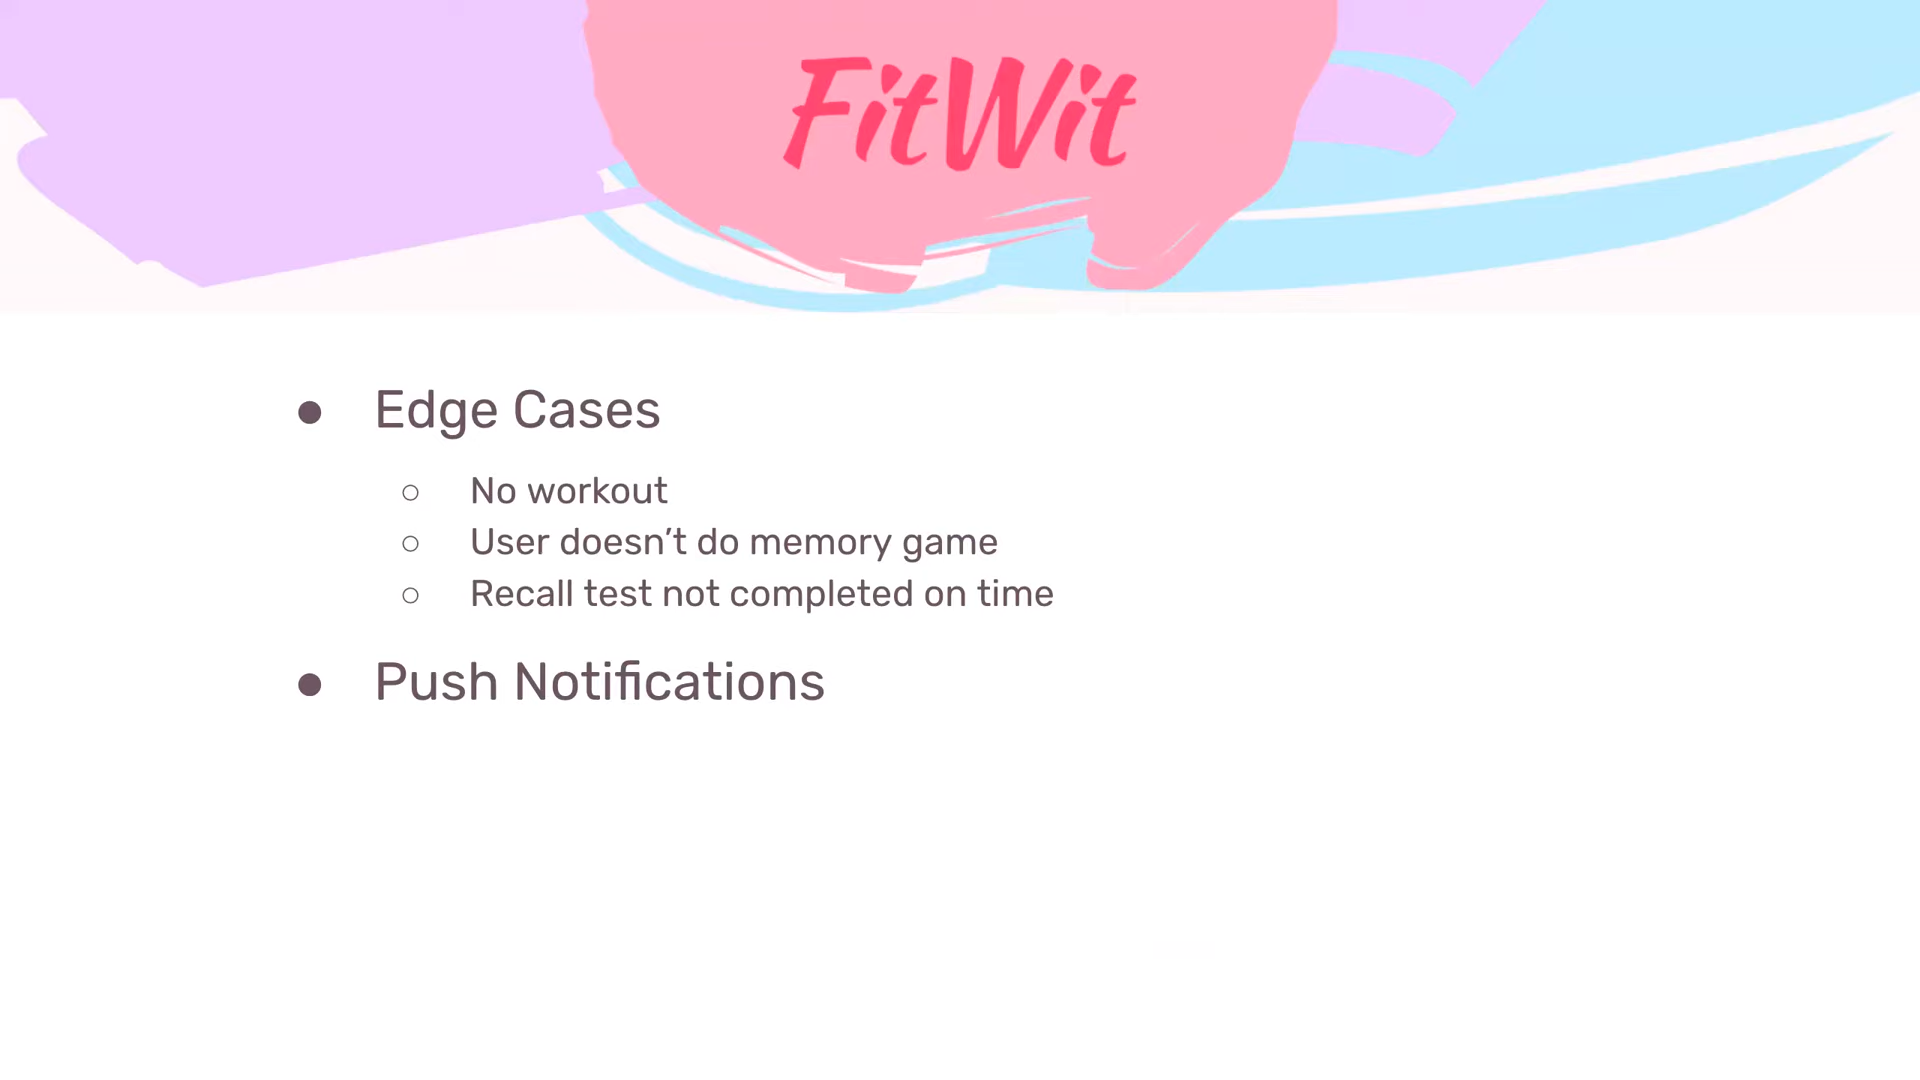 FitWit
● Edge Cases
○ No workout
○ User doesn’t do memory game
○ Recall test not completed on time
● Push Notifications